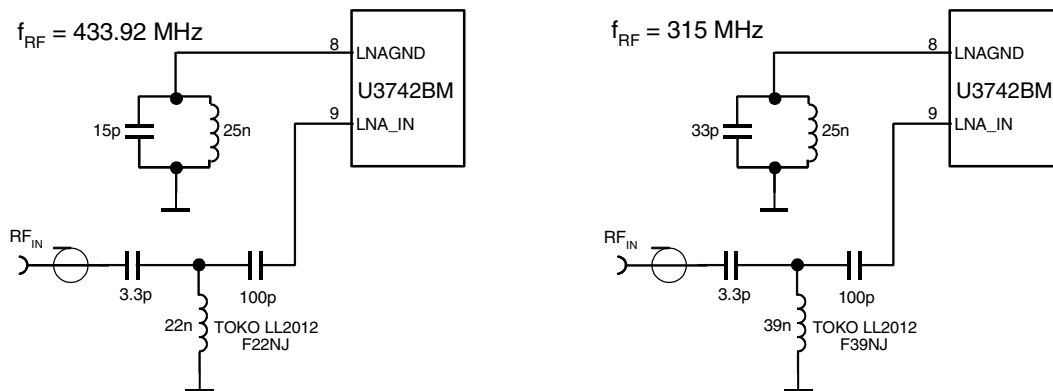 f_RF = 433.92 MHz
8
LNAGND
U3742BM
15p
25n
9
LNA_IN
RF_IN
3.3p
100p
22n
TOKO LL2012
F22NJ
f_RF = 315 MHz
8
LNAGND
U3742BM
33p
25n
9
LNA_IN
RF_IN
3.3p
100p
39n
TOKO LL2012
F39NJ